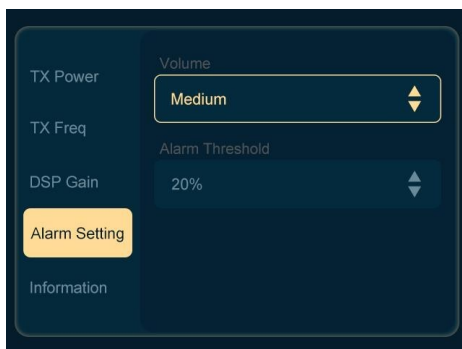 TX Power
TX Freq
DSP Gain
Alarm Setting
Information
Volume
Medium
Alarm Threshold
20%